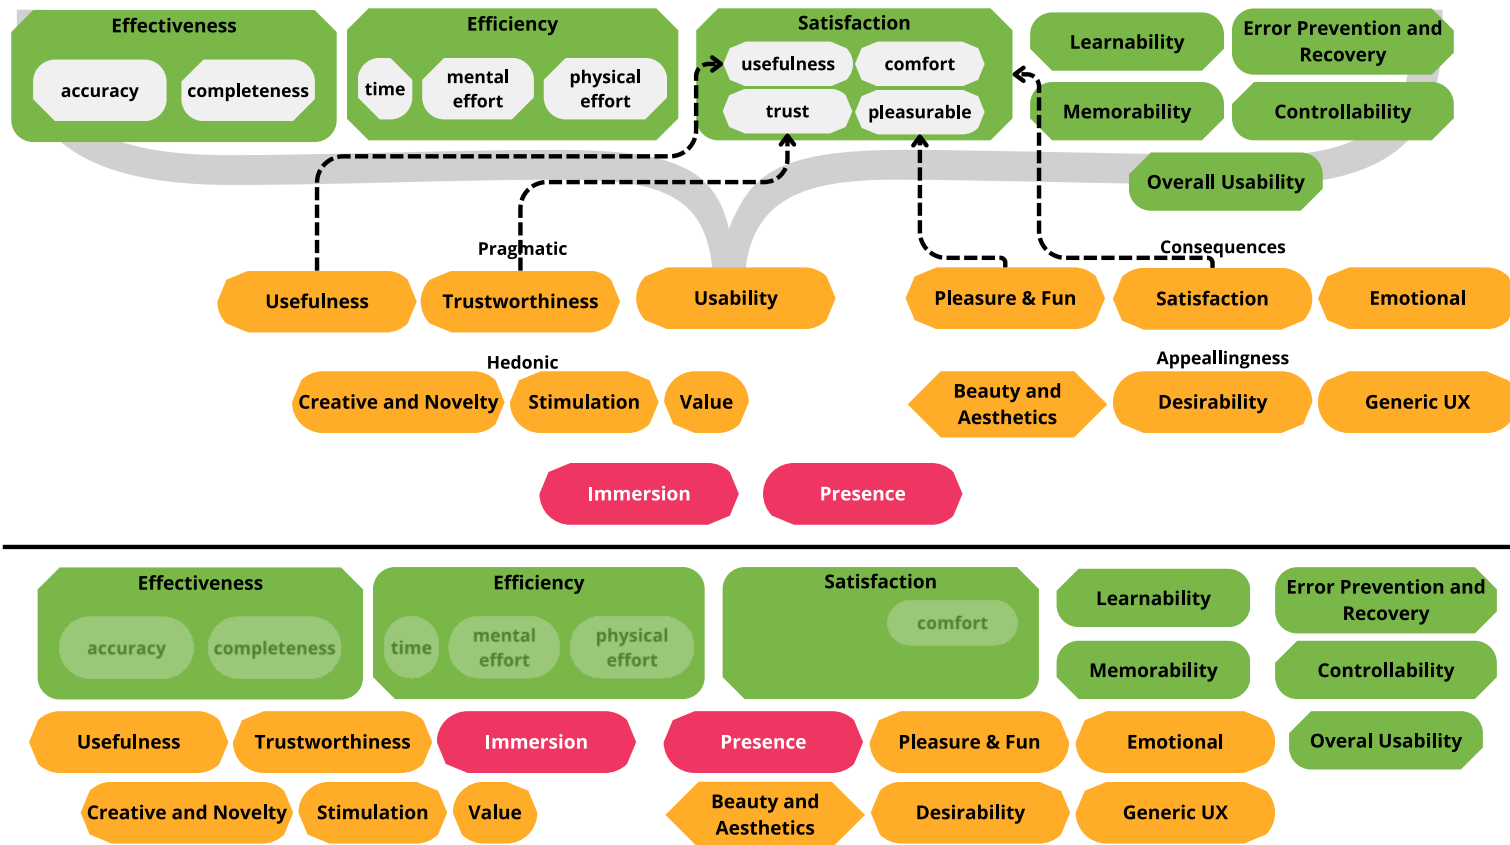 Effectiveness
accuracy
completeness
Efficiency
time
mental
effort
physical
effort
Satisfaction
usefulness
comfort
trust
pleasurable
Learnability
Error Prevention and
Recovery
Memorability
Controllability
Overall Usability
Pragmatic
Usefulness
Trustworthiness
Usability
Consequences
Pleasure & Fun
Satisfaction
Emotional
Hedonic
Creative and Novelty
Stimulation
Value
Appeallingness
Beauty and
Aesthetics
Desirability
Generic UX
Immersion
Presence
Effectiveness
accuracy
completeness
Efficiency
time
mental
effort
physical
effort
Satisfaction
comfort
Learnability
Error Prevention and
Recovery
Memorability
Controllability
Usefulness
Trustworthiness
Immersion
Presence
Pleasure & Fun
Emotional
Overal Usability
Creative and Novelty
Stimulation
Value
Beauty and
Aesthetics
Desirability
Generic UX